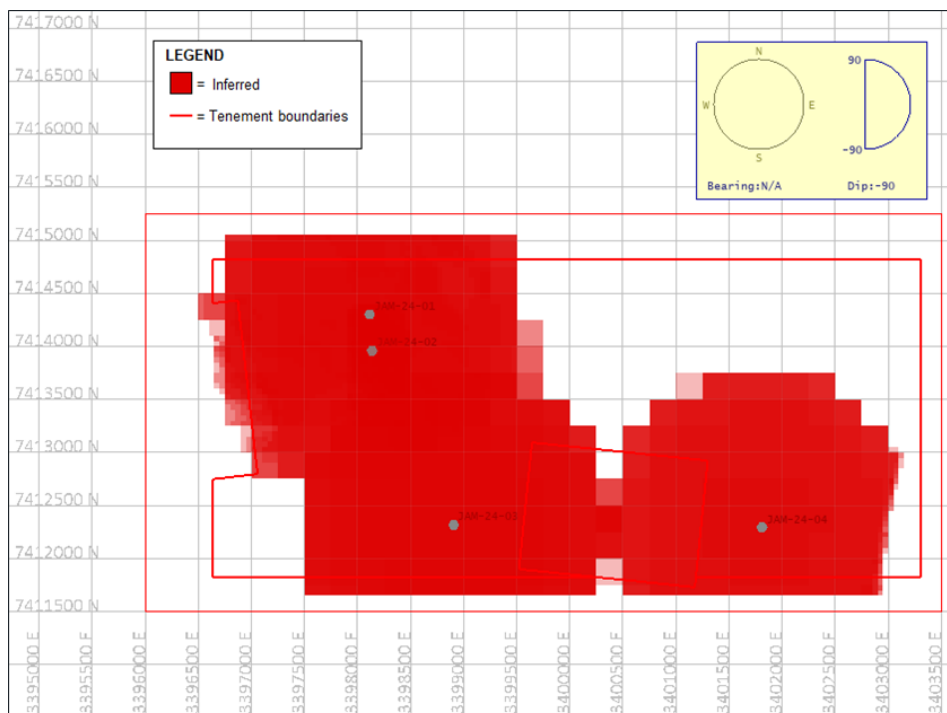 7417000 N
LEGEND
= Inferred
= Tenement boundaries
7416500 N
7416000 N
7415500 N
7415000 N
7414500 N
7414000 N
7413500 N
7413000 N
7412500 N
7412000 N
7411500 N
N
W
E
S
90
-90
Bearing:N/A
Dip:-90
JAM-24-01
JAM-24-02
JAM-24-03
JAM-24-04
3395000 E
3395500 E
3396000 E
3396500 E
3397000 E
3397500 E
3398000 E
3398500 E
3399000 E
3399500 E
3400000 E
3400500 E
3401000 E
3401500 E
3402000 E
3402500 E
3403000 E
3403500 E